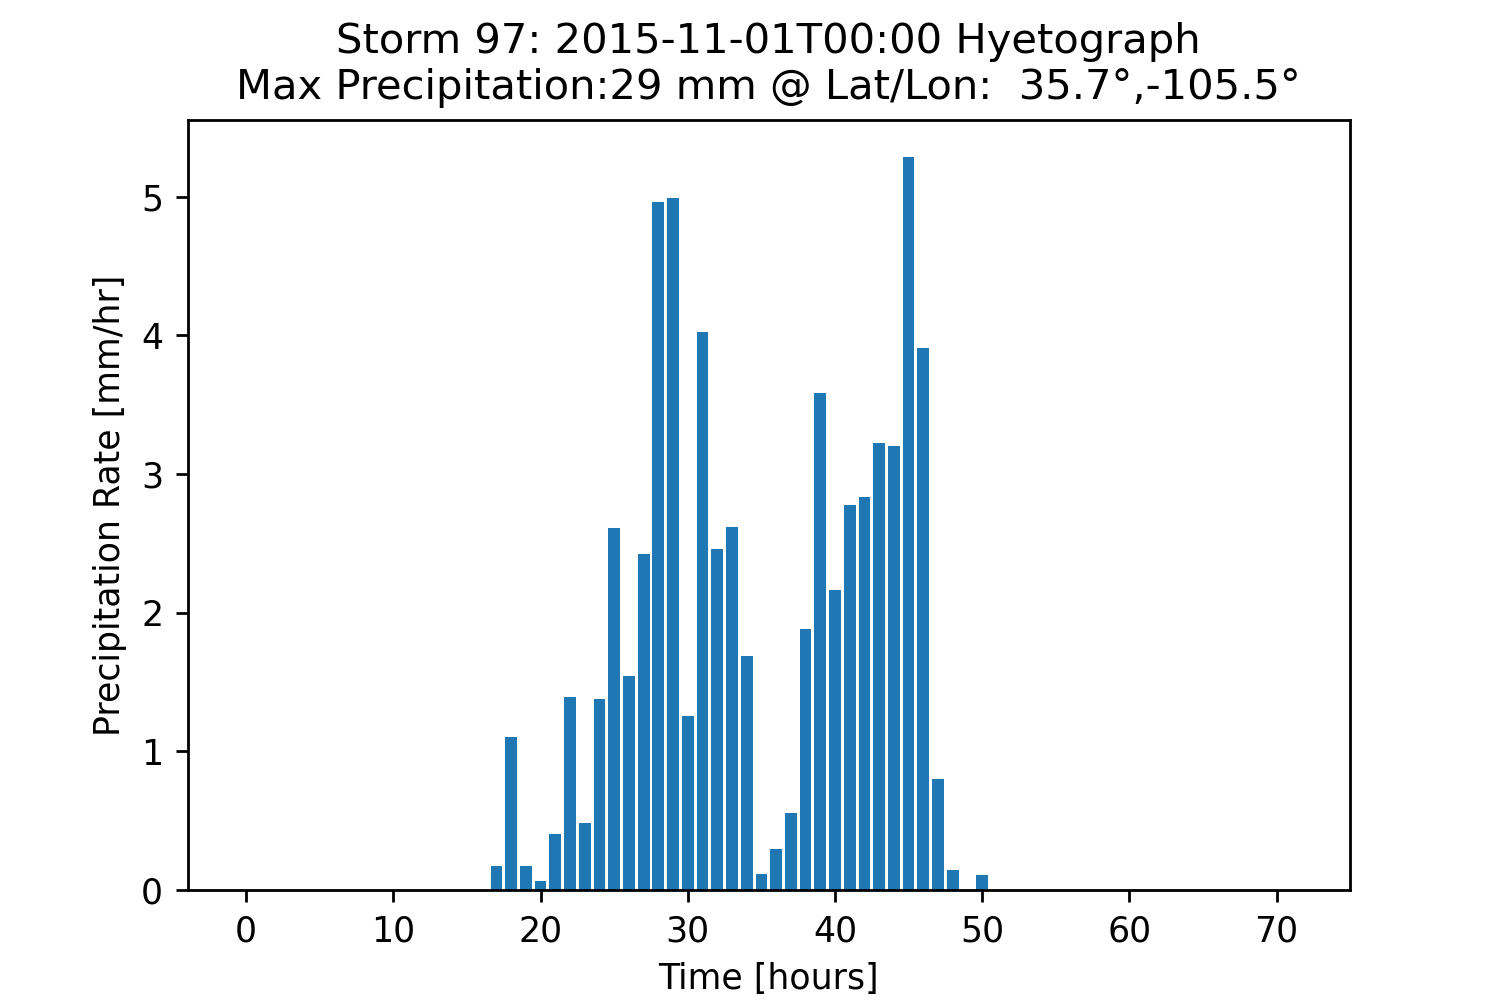 Storm 97: 2015-11-01T00:00 Hyetograph
Max Precipitation:29 mm @ Lat/Lon:  35.7°,-105.5°
Precipitation Rate [mm/hr]
5
4
3
2
1
0
0 10 20 30 40 50 60 70
Time [hours]